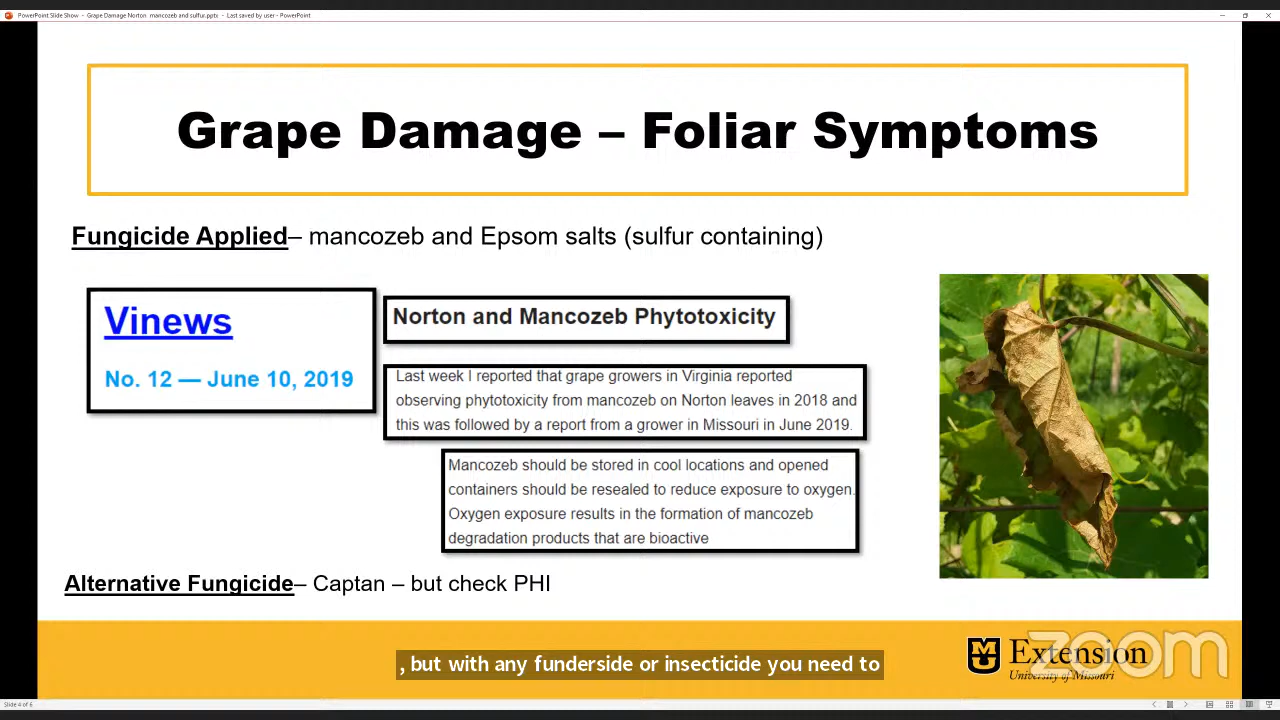 PowerPoint Slide Show - Grape Damage Norton mancozeb and sulfur.pptx - Last saved by user - PowerPoint
Grape Damage – Foliar Symptoms
Fungicide Applied– mancozeb and Epsom salts (sulfur containing)
Vinews
No. 12 — June 10, 2019
Norton and Mancozeb Phytotoxicity
Last week I reported that grape growers in Virginia reported
observing phytotoxicity from mancozeb on Norton leaves in 2018 and
this was followed by a report from a grower in Missouri in June 2019.
Mancozeb should be stored in cool locations and opened
containers should be resealed to reduce exposure to oxygen.
Oxygen exposure results in the formation of mancozeb
degradation products that are bioactive
Alternative Fungicide– Captan – but check PHI
, but with any funderside or insecticide you need to
Extension
University of Missouri
zoom
Slide 4 of 6